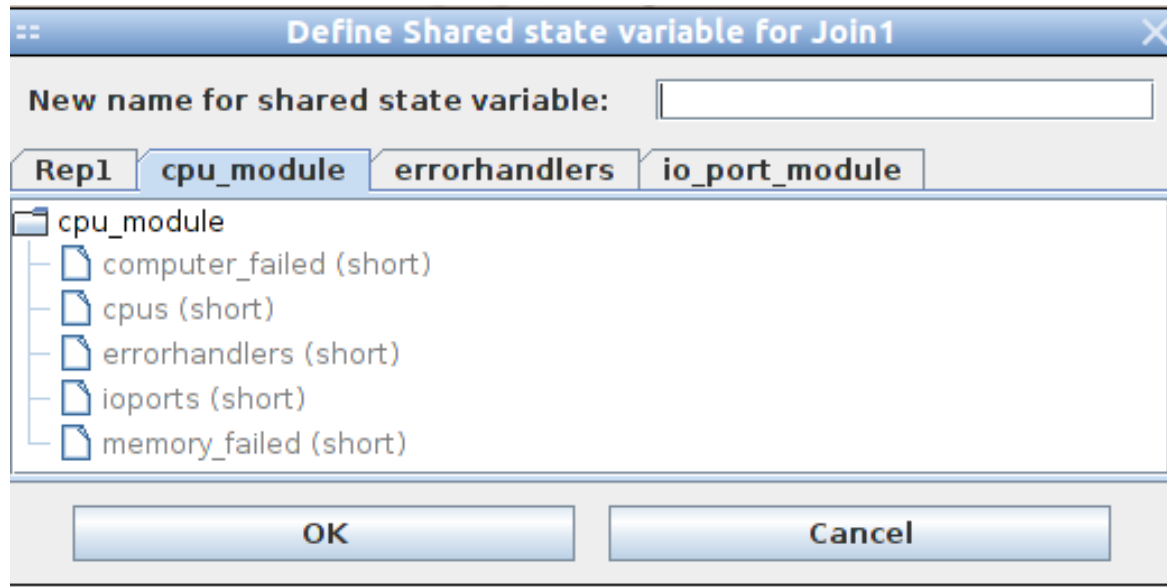 Define Shared state variable for Join1
New name for shared state variable:
Rep1 cpu_module errorhandlers io_port_module
cpu_module
computer_failed (short)
cpus (short)
errorhandlers (short)
ioports (short)
memory_failed (short)
OK Cancel